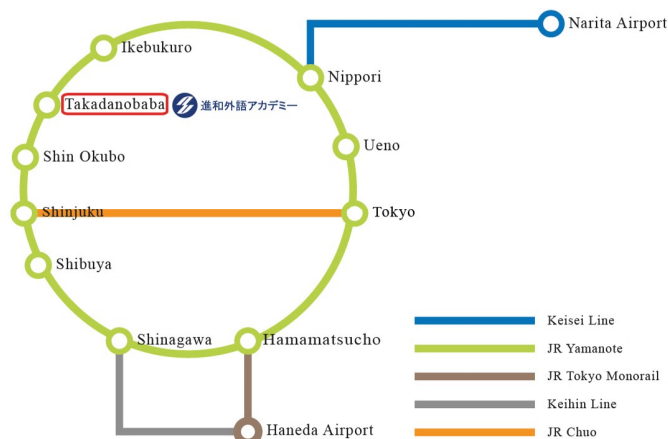 Narita Airport
Ikebukuro
Nippori
Takadanobaba 進和外語アカデミー
Ueno
Shin Okubo
Shinjuku
Tokyo
Shibuya
Shinagawa
Hamamatsucho
Haneda Airport
Keisei Line
JR Yamanote
JR Tokyo Monorail
Keihin Line
JR Chuo